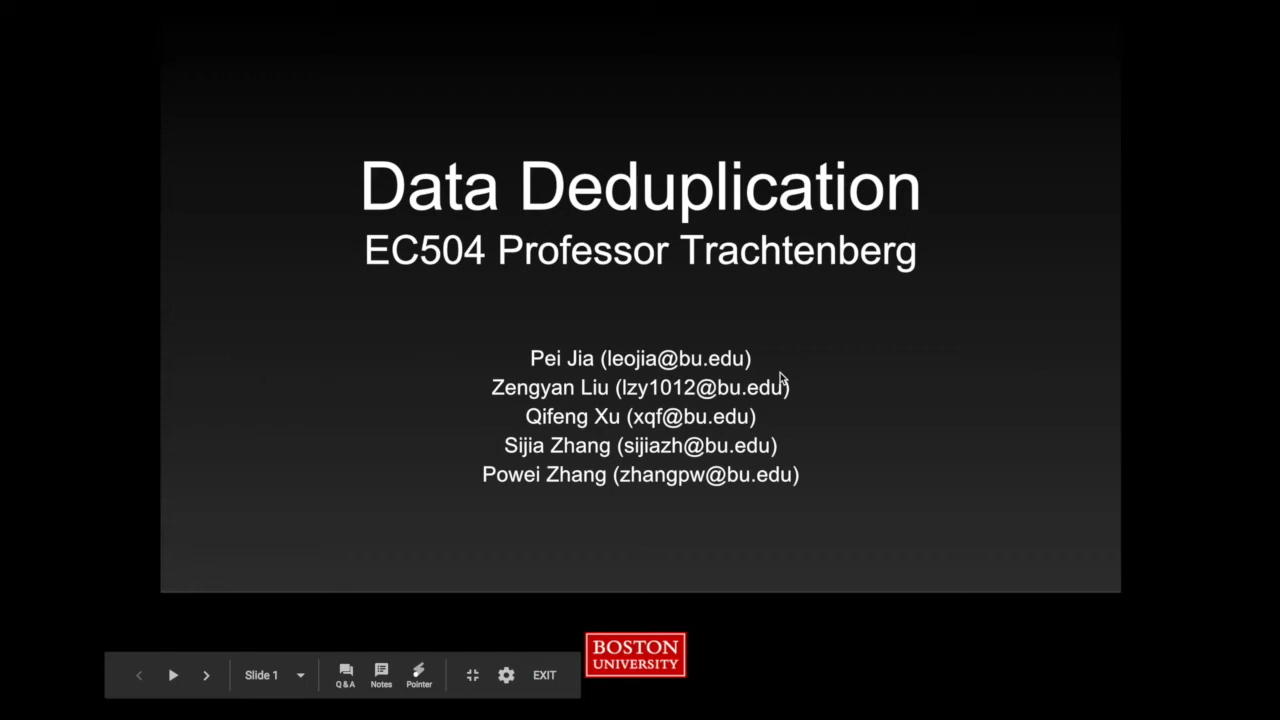 Data Deduplication
EC504 Professor Trachtenberg
Pei Jia (leojia@bu.edu)
Zengyan Liu (lzy1012@bu.edu)
Qifeng Xu (xqf@bu.edu)
Sijia Zhang (sijiazh@bu.edu)
Powei Zhang (zhangpw@bu.edu)
Slide 1
Q&A
Notes
Pointer
EXIT
BOSTON
UNIVERSITY